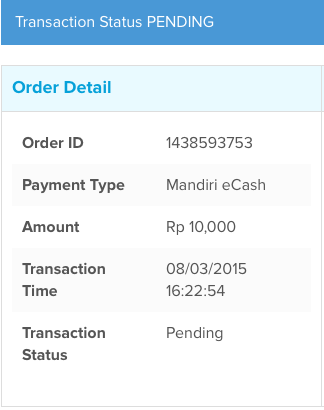 Transaction Status PENDING
Order Detail
Order ID 1438593753
Payment Type Mandiri eCash
Amount Rp 10,000
Transaction 08/03/2015
Time 16:22:54
Transaction Pending
Status